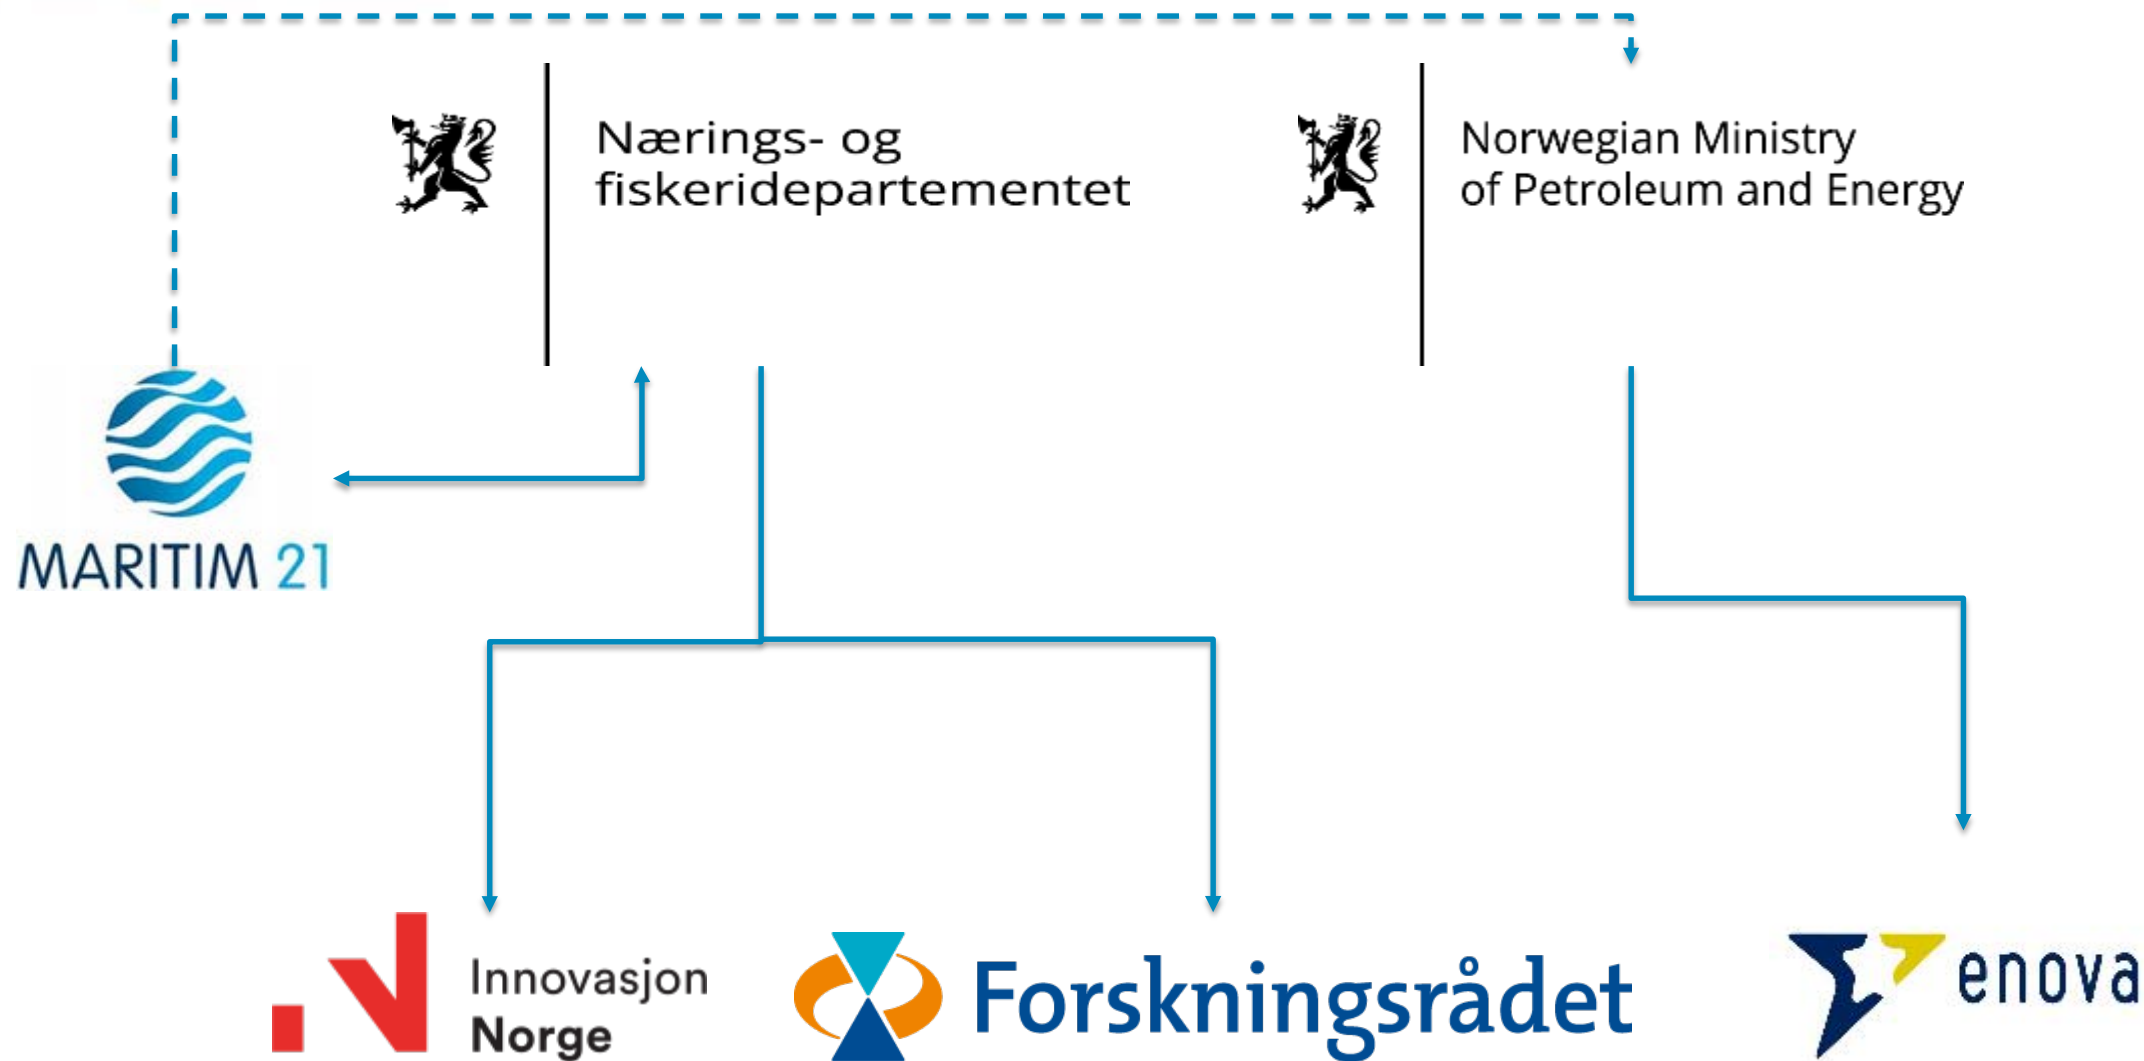 Nærings- og
fiskeridepartementet
Norwegian Ministry
of Petroleum and Energy
MARITIM 21
Innovasjon
Norge
Forskningsrådet
enova